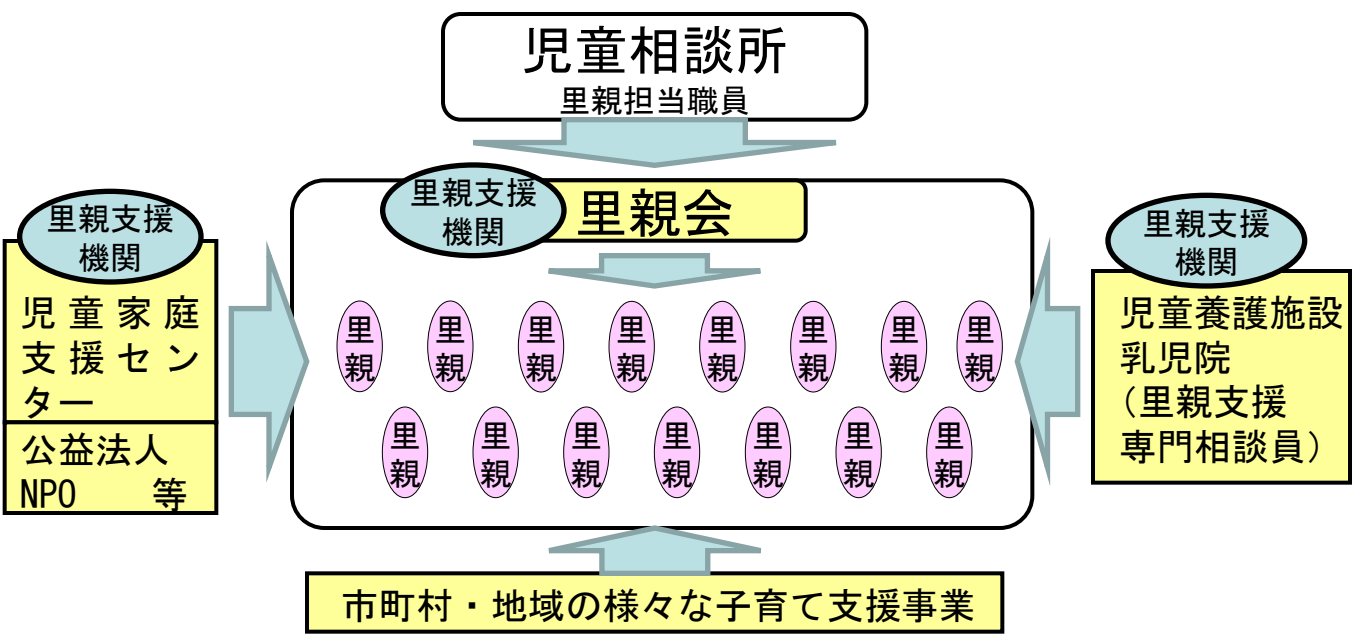 児童相談所
里親担当職員
里親支援
機関
里親会
里親支援
機関
児童家庭
支援セン
ター
公益法人
NPO 等
里親 里親 里親 里親 里親 里親 里親 里親
里親 里親 里親 里親 里親 里親 里親
里親支援
機関
児童養護施設
乳児院
（里親支援
専門相談員）
市町村・地域の様々な子育て支援事業